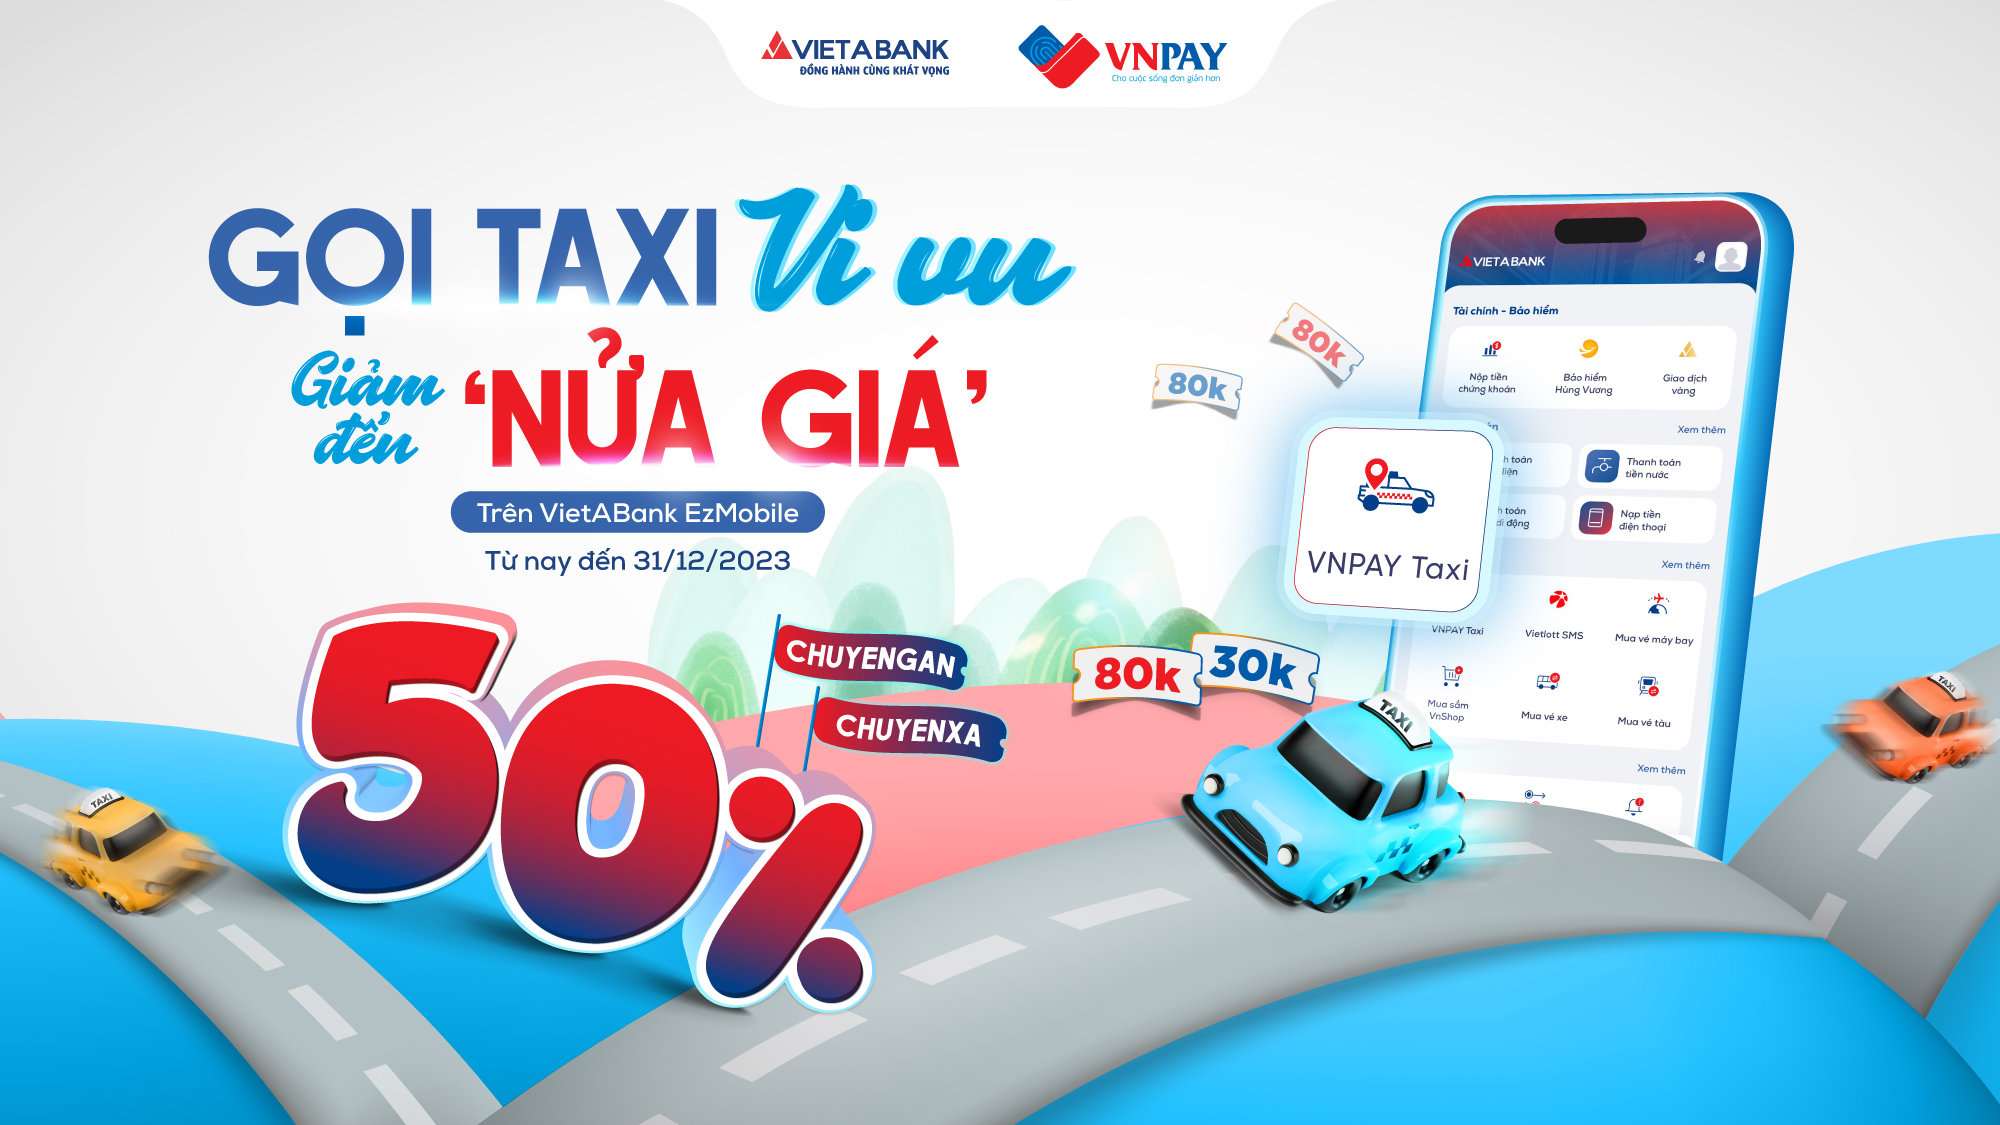 VIETABANK
ĐỒNG HÀNH CÙNG KHÁT VỌNG
VNPAY
Cho cuộc sống đơn giản hơn
GỌI TAXI Vi vu
Giảm đến 'NỬA GIÁ'
Trên VietABank EzMobile
Từ nay đến 31/12/2023
50%
CHUYENGAN
CHUYENXA
80k
80k
80k
30k
VNPAY Taxi
VIETABANK
Tài chính - Bảo hiểm
Nộp tiền chứng khoán
Bảo hiểm Hùng Vương
Giao dịch vàng
Xem thêm
toán
Thanh toán tiền nước
toán
di động
Nạp tiền điện thoại
Xem thêm
VNPAY Taxi
Vietlott SMS
Mua vé máy bay
Mua sắm VnShop
Mua vé xe
Mua vé tàu
Xem thêm
TAXI
TAXI
TAXI